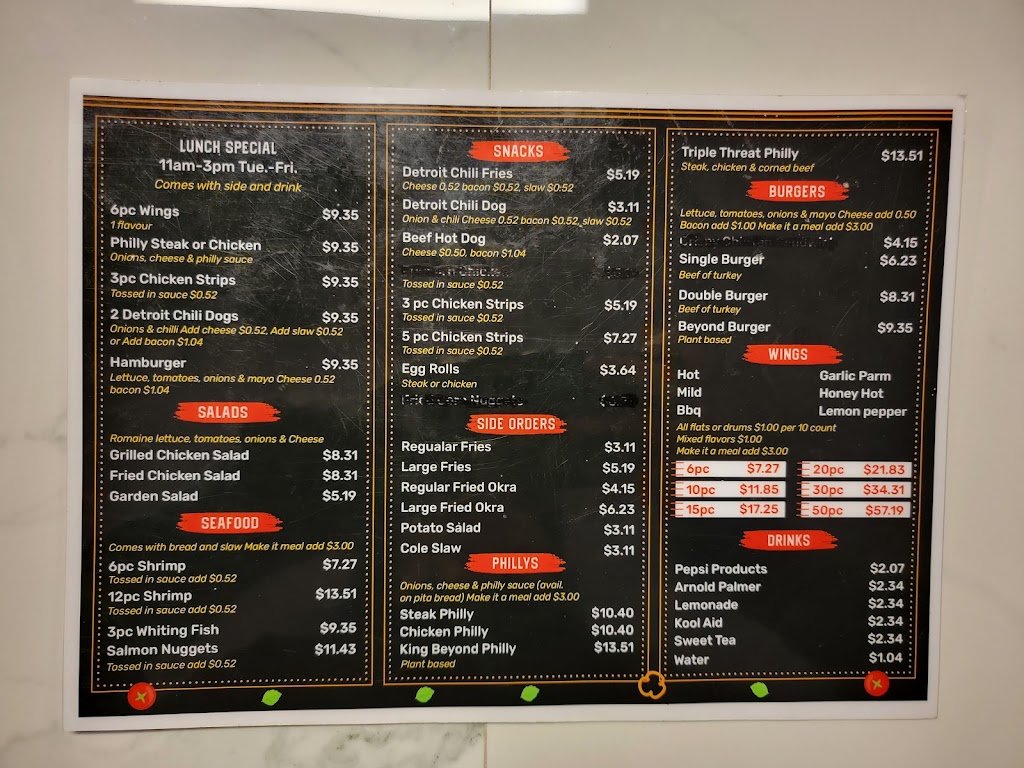 LUNCH SPECIAL
11am-3pm Tue.-Fri.
Comes with side and drink
6pc Wings $9.35
1 flavour
Philly Steak or Chicken $9.35
Onions, cheese & philly sauce
3pc Chicken Strips $9.35
Tossed in sauce $0.52
2 Detroit Chili Dogs $9.35
Onions & chilli Add cheese $0.52, Add slaw $0.52
or Add bacon $1.04
Hamburger $9.35
Lettuce, tomatoes, onions & mayo Cheese 0.52
bacon $1.04
SALADS
Romaine lettuce, tomatoes, onions & Cheese
Grilled Chicken Salad $8.31
Fried Chicken Salad $8.31
Garden Salad $5.19
SEAFOOD
Comes with bread and slaw Make it meal add $3.00
6pc Shrimp $7.27
Tossed in sauce add $0.52
12pc Shrimp $13.51
Tossed in sauce add $0.52
3pc Whiting Fish $9.35
Salmon Nuggets $11.43
Tossed in sauce add $0.52
SNACKS
Detroit Chili Fries $5.19
Cheese 0,52 bacon $0.52, slaw $0.52
Detroit Chili Dog $3.11
Onion & chili Cheese 0.52 bacon $0.52, slaw $0.52
Beef Hot Dog $2.07
Cheese $0.50, bacon $1.04
Tossed in sauce $0.52
3 pc Chicken Strips $5.19
Tossed in sauce $0.52
5 pc Chicken Strips $7.27
Tossed in sauce $0.52
Egg Rolls $3.64
Steak or chicken
SIDE ORDERS
Regualar Fries $3.11
Large Fries $5.19
Regular Fried Okra $4.15
Large Fried Okra $6.23
Potato Salad $3.11
Cole Slaw $3.11
PHILLYS
Onions, cheese & philly sauce (avail.
on pita bread) Make it a meal add $3.00
Steak Philly $10.40
Chicken Philly $10.40
King Beyond Philly $13.51
Plant based
Triple Threat Philly $13.51
Steak, chicken & corned beef
BURGERS
Lettuce, tomatoes, onions & mayo Cheese add 0.50
Bacon add $1.00 Make it a meal add $3.00
$4.15
Single Burger $6.23
Beef of turkey
Double Burger $8.31
Beef of turkey
Beyond Burger $9.35
Plant based
WINGS
Hot Garlic Parm
Mild Honey Hot
Bbq Lemon pepper
All flats or drums $1.00 per 10 count
Mixed flavors $1.00
Make it a meal add $3.00
6pc $7.27 20pc $21.83
10pc $11.85 30pc $34.31
15pc $17.25 50pc $57.19
DRINKS
Pepsi Products $2.07
Arnold Palmer $2.34
Lemonade $2.34
Kool Aid $2.34
Sweet Tea $2.34
Water $1.04